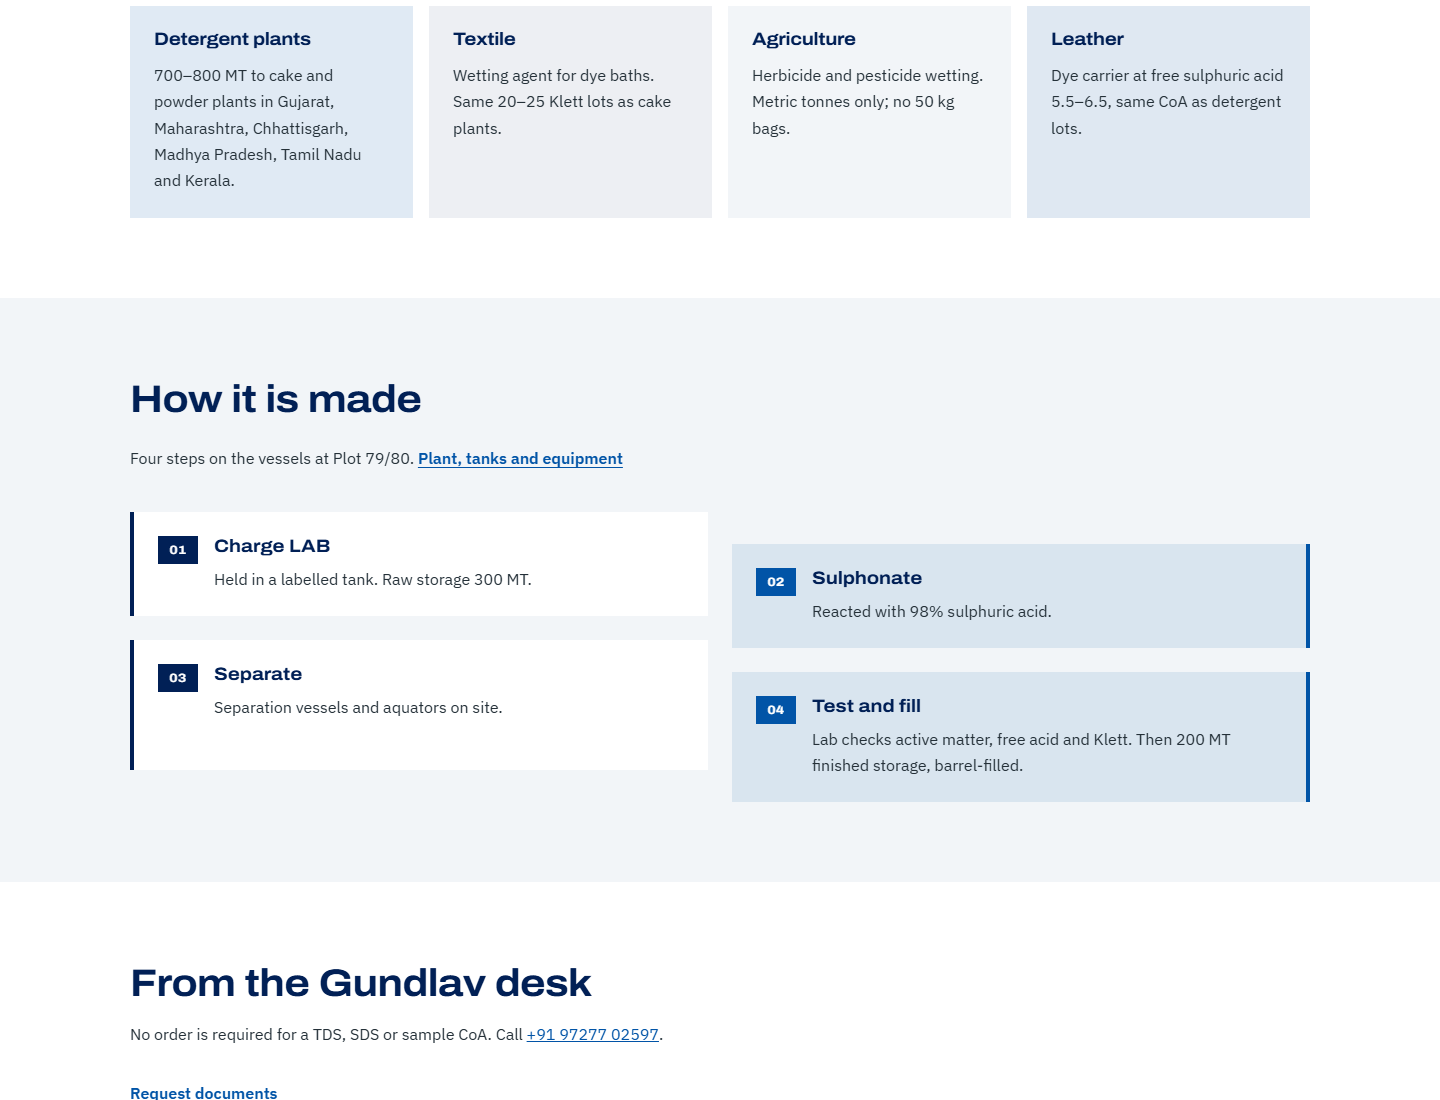 Detergent plants
700–800 MT to cake and
powder plants in Gujarat,
Maharashtra, Chhattisgarh,
Madhya Pradesh, Tamil Nadu
and Kerala.
Textile
Wetting agent for dye baths.
Same 20–25 Klett lots as cake
plants.
Agriculture
Herbicide and pesticide wetting.
Metric tonnes only; no 50 kg
bags.
Leather
Dye carrier at free sulphuric acid
5.5–6.5, same CoA as detergent
lots.
How it is made
Four steps on the vessels at Plot 79/80. Plant, tanks and equipment
01 Charge LAB
Held in a labelled tank. Raw storage 300 MT.
02 Sulphonate
Reacted with 98% sulphuric acid.
03 Separate
Separation vessels and aquators on site.
04 Test and fill
Lab checks active matter, free acid and Klett. Then 200 MT
finished storage, barrel-filled.
From the Gundlav desk
No order is required for a TDS, SDS or sample CoA. Call +91 97277 02597.
Request documents